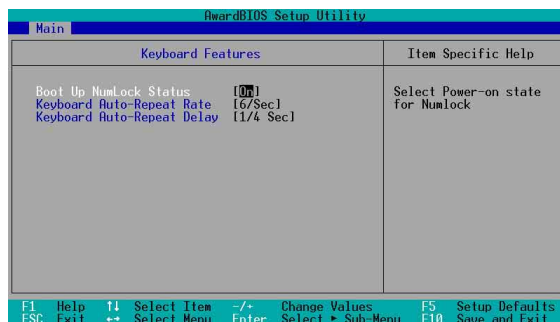 AwardBIOS Setup Utility
Main
Keyboard Features
Item Specific Help
Boot Up NumLock Status [On]
Keyboard Auto-Repeat Rate [6/Sec]
Keyboard Auto-Repeat Delay [1/4 Sec]
Select Power-on state
for Numlock
F1 Help ↑↓ Select Item -/+ Change Values F5 Setup Defaults
ESC Exit ←→ Select Menu Enter Select ► Sub-Menu F10 Save and Exit